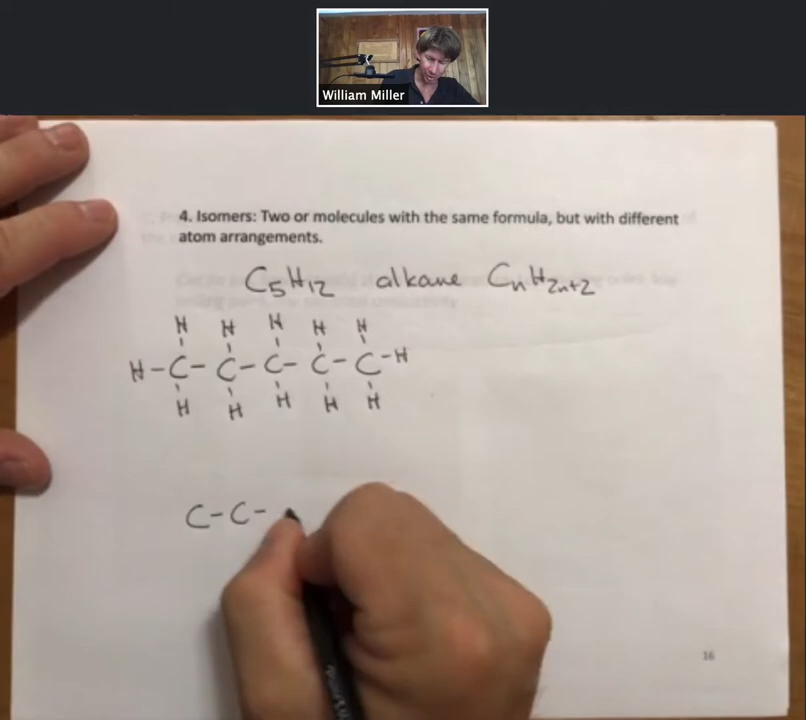 William Miller
4. Isomers: Two or molecules with the same formula, but with different
atom arrangements.
C5H12 alkane CnH2n+2
H H H H H
H-C-C-C-C-C-H
H H H H H
C-C-
16